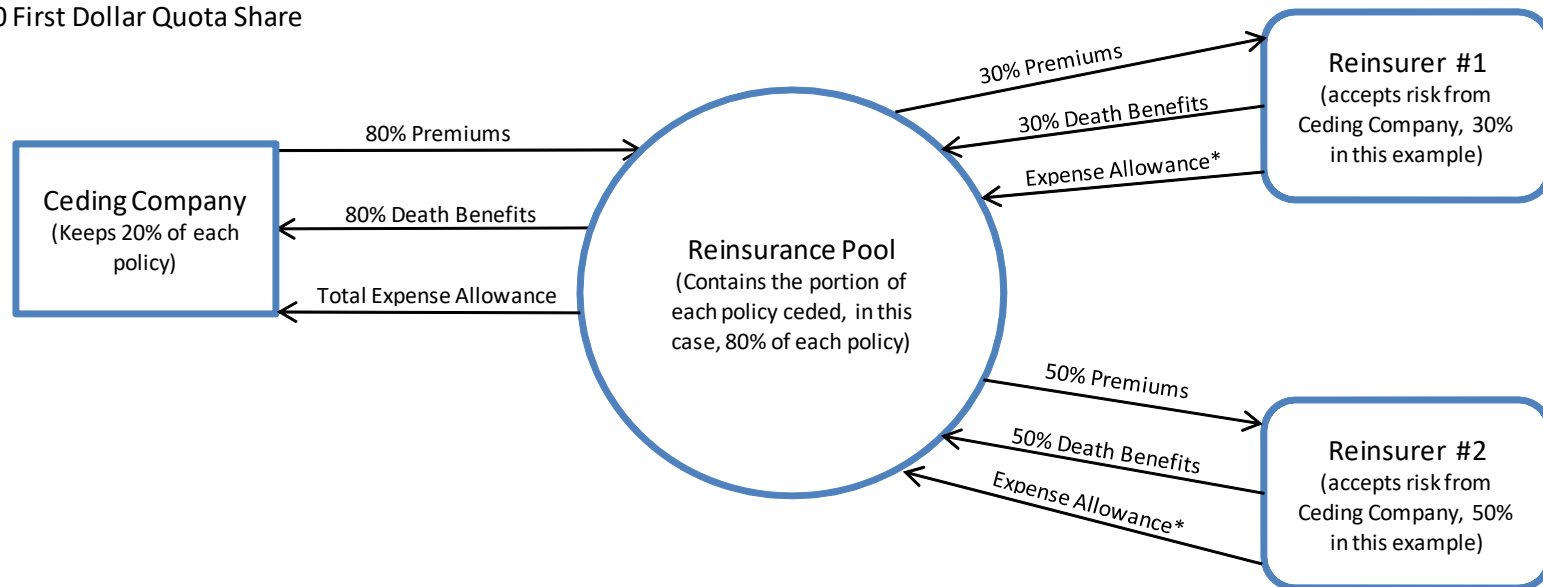 0 First Dollar Quota Share
Ceding Company
(Keeps 20% of each
policy)
80% Premiums
80% Death Benefits
Total Expense Allowance
Reinsurance Pool
(Contains the portion of
each policy ceded, in this
case, 80% of each policy)
30% Premiums
30% Death Benefits
Expense Allowance*
Reinsurer #1
(accepts risk from
Ceding Company, 30%
in this example)
50% Premiums
50% Death Benefits
Expense Allowance*
Reinsurer #2
(accepts risk from
Ceding Company, 50%
in this example)